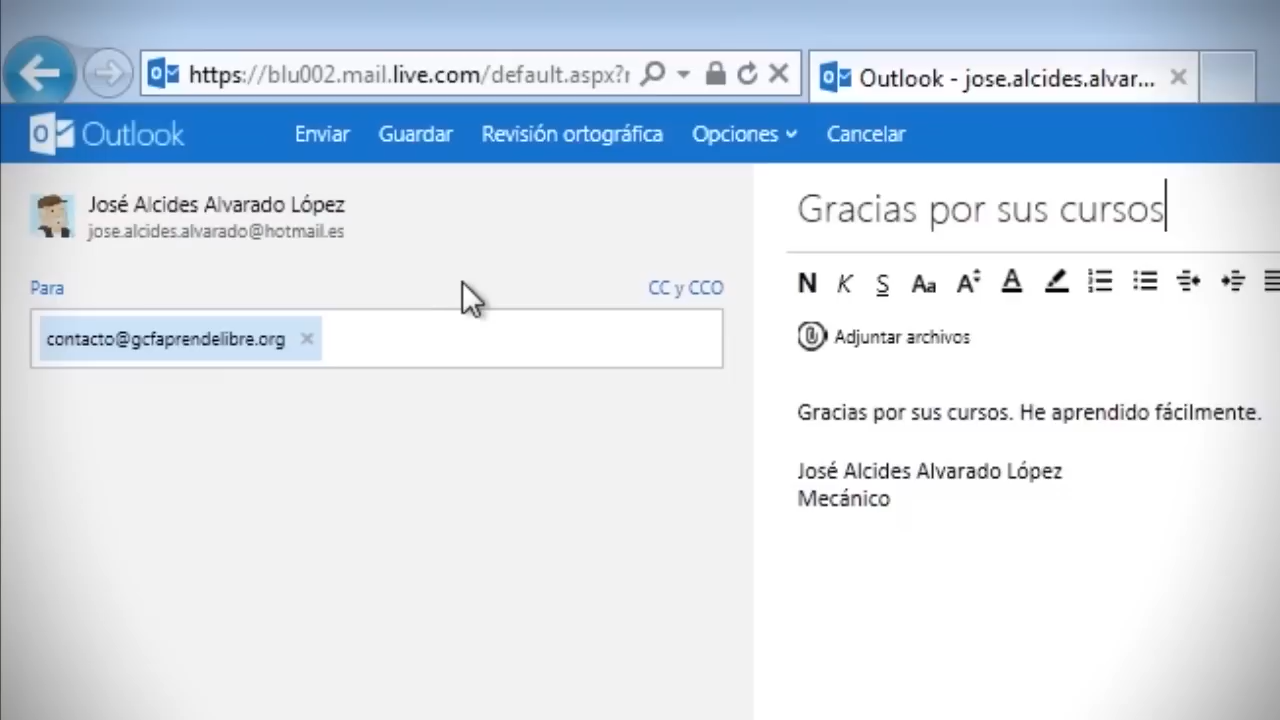 https://blu002.mail.live.com/default.aspx?r
Outlook - jose.alcides.alvar...
Outlook
Enviar Guardar Revisión ortográfica Opciones Cancelar
José Alcides Alvarado López
jose.alcides.alvarado@hotmail.es
Para CC y CCO
contacto@gcfaprendelibre.org
Gracias por sus cursos
N K S Aa A A
Adjuntar archivos
Gracias por sus cursos. He aprendido fácilmente.
José Alcides Alvarado López
Mecánico